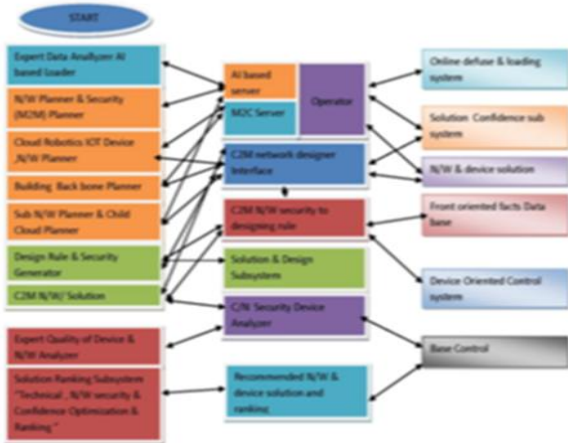 START
Expert Data Anallyzer AI
based Loader
N/W Planner & Security
(M2M) Planner
Cloud Robotics IOT Device
,N/W Planner
Building Back bone Planner
Sub N/W Planner & Child
Cloud Planner
Design Rule & Security
Generator
C2M N/W/ Solution
Expert Quality of Device &
N/W Analyzer
Solution Ranking Subsystem
"Technical , N/W security &
Confidence Optimization &
Ranking "
AI based
server
M2C Server
Operator
C2M network designer
Interface
C2M N/W security to
designing rule
Solution & Design
Subsystem
C/N Security Device
Analyzer
Recommended N/W &
device solution and
ranking
Online defuse & loading
system
Solution Confidence sub
system
N/W & device solution
Front oriented facts Data
base
Device Oriented Control
system
Base Control